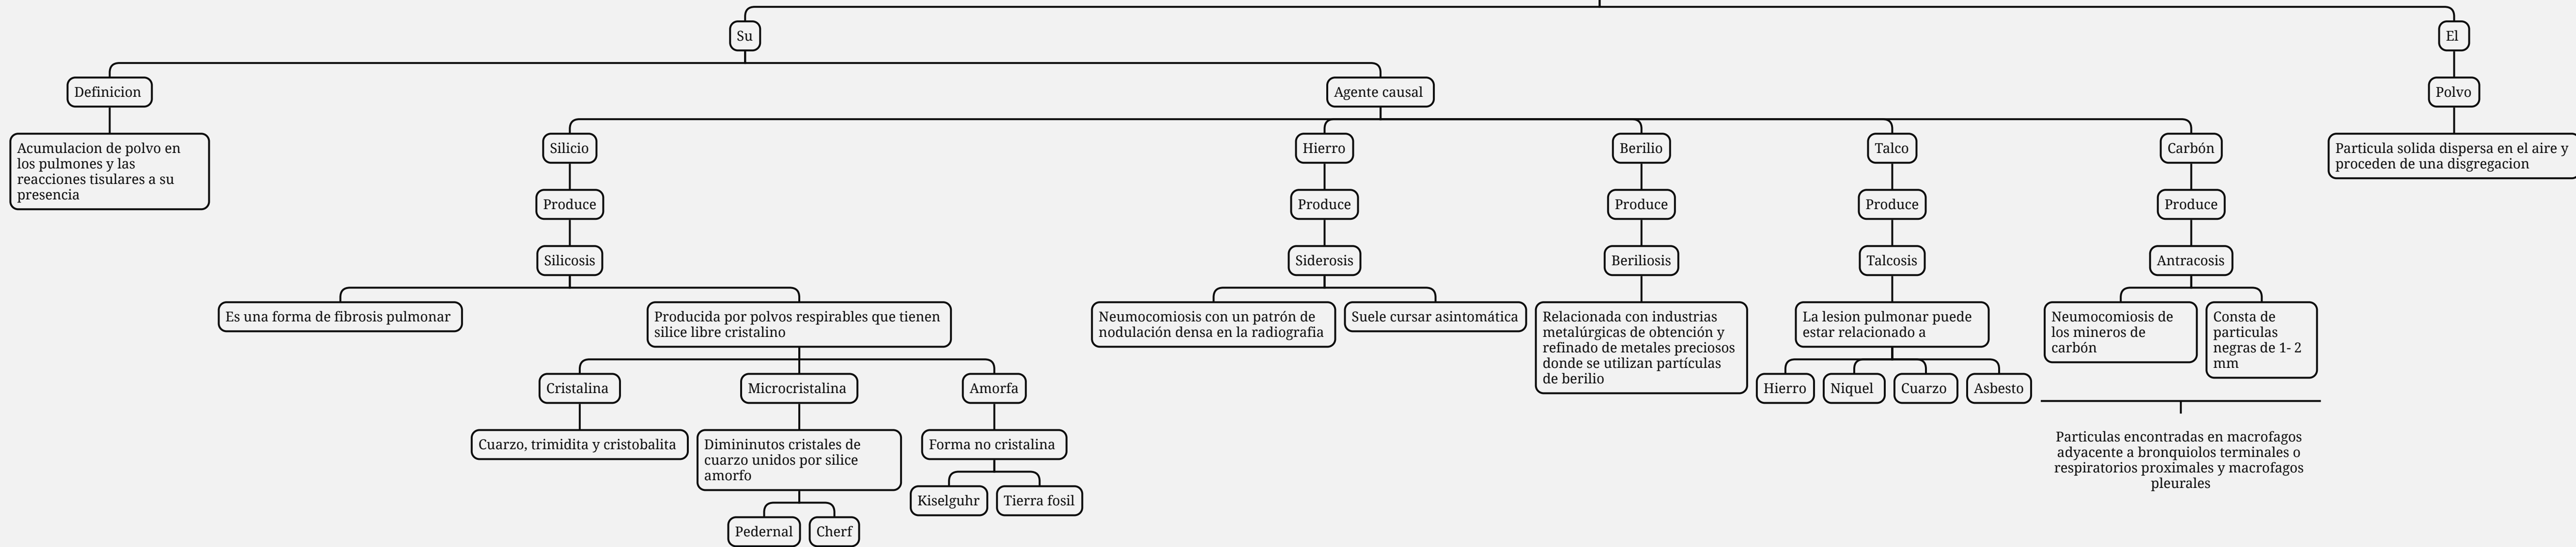 Su
El
Definicion
Agente causal
Polvo
Acumulacion de polvo en
los pulmones y las
reacciones tisulares a su
presencia
Silicio
Hierro
Berilio
Talco
Carbón
Particula solida dispersa en el aire y
proceden de una disgregacion
Produce
Produce
Produce
Produce
Produce
Silicosis
Siderosis
Beriliosis
Talcosis
Antracosis
Es una forma de fibrosis pulmonar
Producida por polvos respirables que tienen
silice libre cristalino
Neumocomiosis con un patrón de
nodulación densa en la radiografia
Suele cursar asintomática
Relacionada con industrias
metalúrgicas de obtención y
refinado de metales preciosos
donde se utilizan partículas
de berilio
La lesion pulmonar puede
estar relacionado a
Neumocomiosis de
los mineros de
carbón
Consta de
particulas
negras de 1- 2
mm
Cristalina
Microcristalina
Amorfa
Hierro
Niquel
Cuarzo
Asbesto
Cuarzo, trimidita y cristobalita
Dimininutos cristales de
cuarzo unidos por silice
amorfo
Forma no cristalina
Particulas encontradas en macrofagos
adyacente a bronquiolos terminales o
respiratorios proximales y macrofagos
pleurales
Kiselguhr
Tierra fosil
Pedernal
Cherf